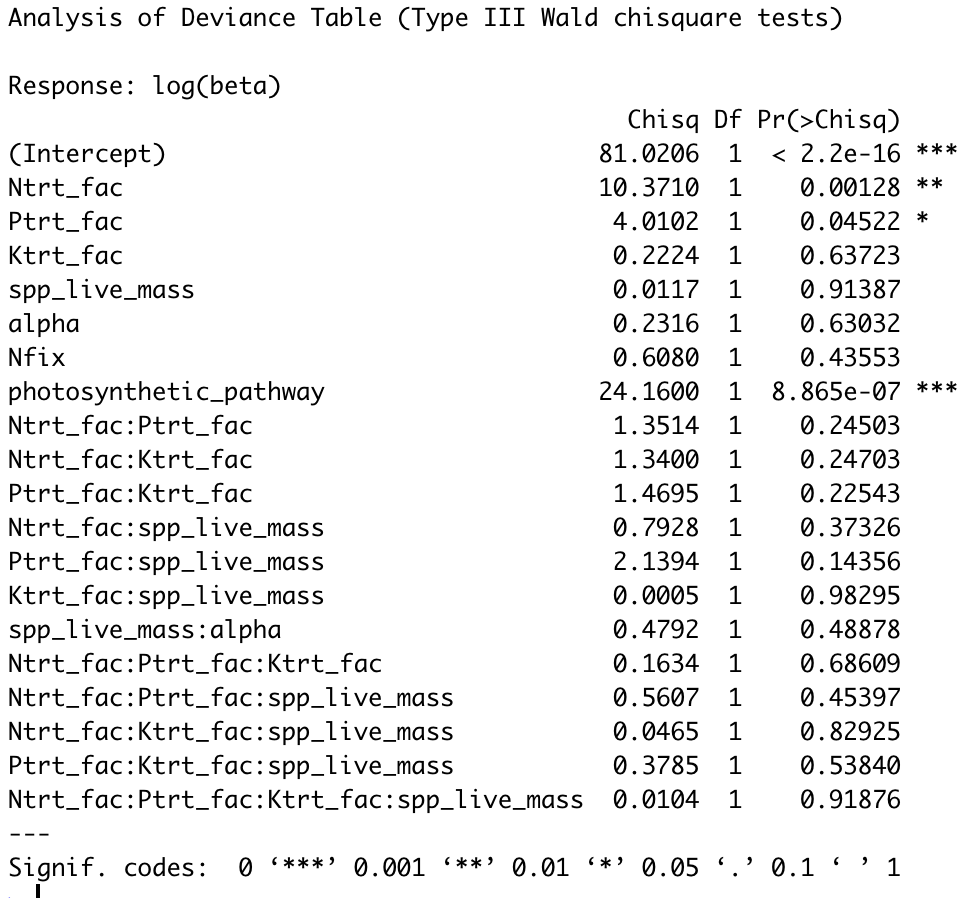 Analysis of Deviance Table (Type III Wald chisquare tests)
Response: log(beta)
Chisq Df Pr(>Chisq)
(Intercept) 81.0206 1 < 2.2e-16 ***
Ntrt_fac 10.3710 1 0.00128 **
Ptrt_fac 4.0102 1 0.04522 *
Ktrt_fac 0.2224 1 0.63723
spp_live_mass 0.0117 1 0.91387
alpha 0.2316 1 0.63032
Nfix 0.6080 1 0.43553
photosynthetic_pathway 24.1600 1 8.865e-07 ***
Ntrt_fac:Ptrt_fac 1.3514 1 0.24503
Ntrt_fac:Ktrt_fac 1.3400 1 0.24703
Ptrt_fac:Ktrt_fac 1.4695 1 0.22543
Ntrt_fac:spp_live_mass 0.7928 1 0.37326
Ptrt_fac:spp_live_mass 2.1394 1 0.14356
Ktrt_fac:spp_live_mass 0.0005 1 0.98295
spp_live_mass:alpha 0.4792 1 0.48878
Ntrt_fac:Ptrt_fac:Ktrt_fac 0.1634 1 0.68609
Ntrt_fac:Ptrt_fac:spp_live_mass 0.5607 1 0.45397
Ntrt_fac:Ktrt_fac:spp_live_mass 0.0465 1 0.82925
Ptrt_fac:Ktrt_fac:spp_live_mass 0.3785 1 0.53840
Ntrt_fac:Ptrt_fac:Ktrt_fac:spp_live_mass 0.0104 1 0.91876
---
Signif. codes: 0 ‘***’ 0.001 ‘**’ 0.01 ‘*’ 0.05 ‘.’ 0.1 ‘ ’ 1